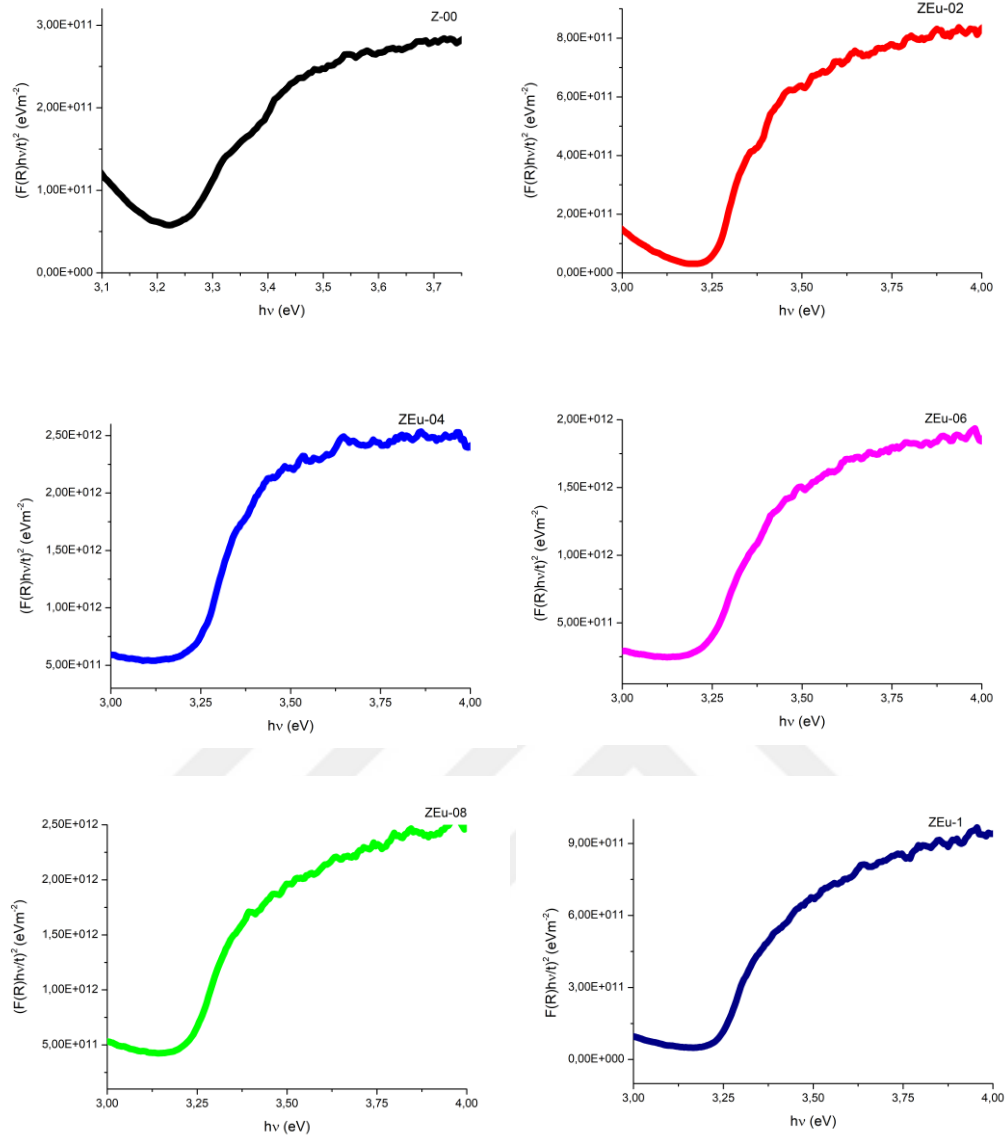 Z-00
3,00E+011
2,00E+011
1,00E+011
0,00E+000
(F(R)hν/t)² (eVm⁻²)
3,1 3,2 3,3 3,4 3,5 3,6 3,7
hν (eV)
ZEu-02
8,00E+011
6,00E+011
4,00E+011
2,00E+011
0,00E+000
(F(R)hν/t)² (eVm⁻²)
3,00 3,25 3,50 3,75 4,00
hν (eV)
ZEu-04
2,50E+012
2,00E+012
1,50E+012
1,00E+012
5,00E+011
(F(R)hν/t)² (eVm⁻²)
3,00 3,25 3,50 3,75 4,00
hν (eV)
ZEu-06
2,00E+012
1,50E+012
1,00E+012
5,00E+011
(F(R)hν/t)² (eVm⁻²)
3,00 3,25 3,50 3,75 4,00
hν (eV)
ZEu-08
2,50E+012
2,00E+012
1,50E+012
1,00E+012
5,00E+011
(F(R)hν/t)² (eVm⁻²)
3,00 3,25 3,50 3,75 4,00
hν (eV)
ZEu-1
9,00E+011
6,00E+011
3,00E+011
0,00E+000
F(R)hν/t)² (eVm⁻²)
3,00 3,25 3,50 3,75 4,00
hν (eV)